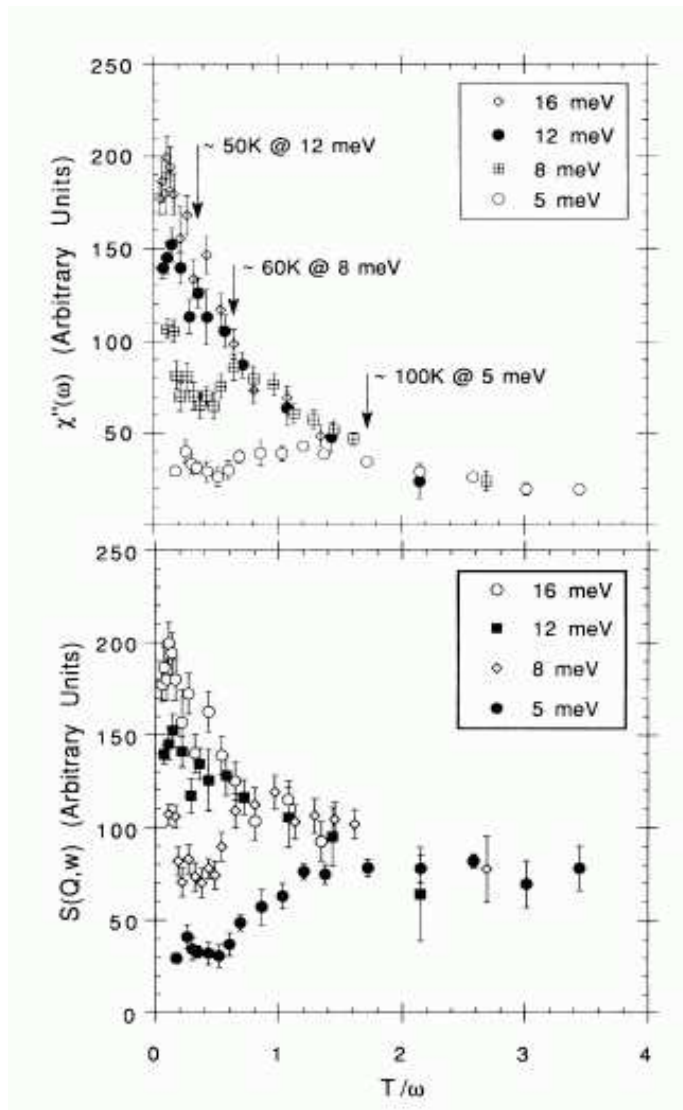 250
200
150
100
50
χ"(ω) (Arbitrary Units)
16 meV
12 meV
8 meV
5 meV
~ 50K @ 12 meV
~ 60K @ 8 meV
~ 100K @ 5 meV
250
200
150
100
50
0
S(Q,w) (Arbitrary Units)
16 meV
12 meV
8 meV
5 meV
0 1 2 3 4
T/ω